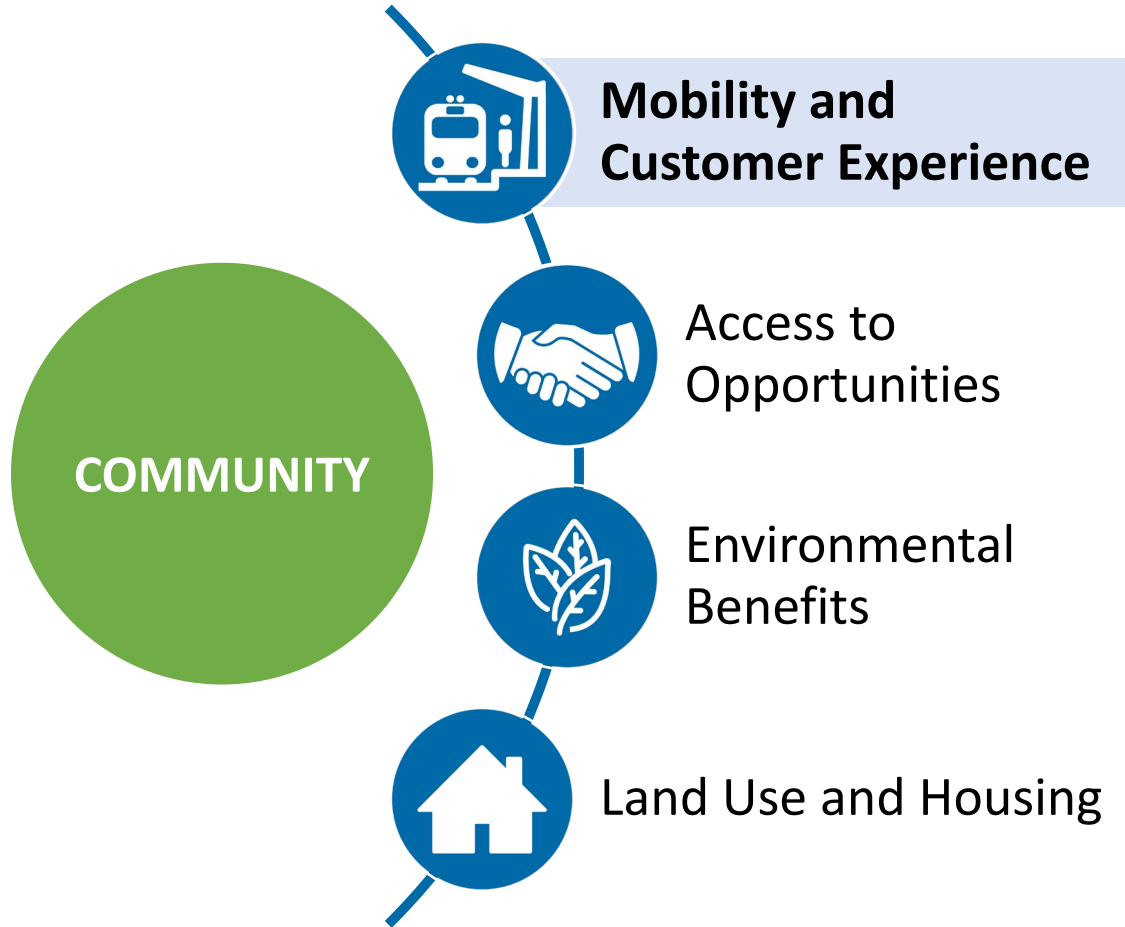 Mobility and
Customer Experience
Access to
Opportunities
COMMUNITY
Environmental
Benefits
Land Use and Housing